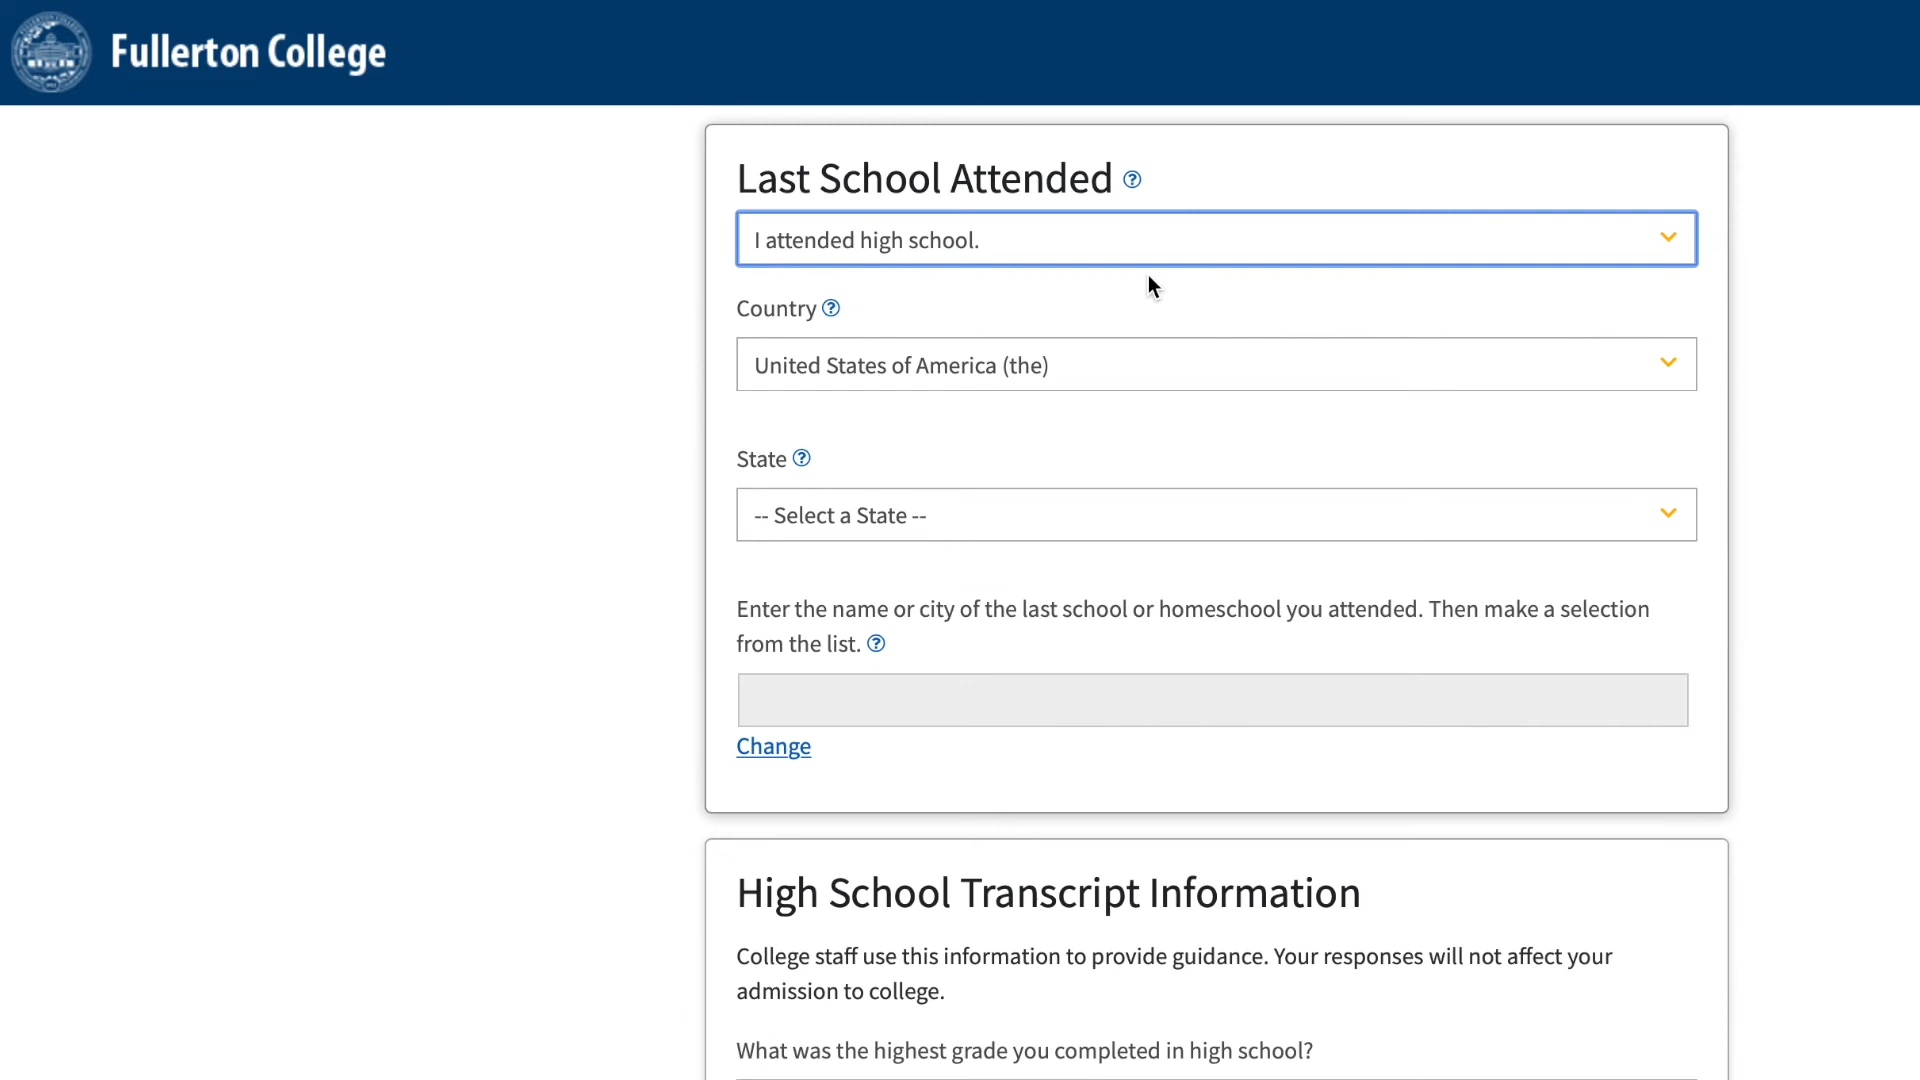 Fullerton College
Last School Attended
I attended high school.
Country
United States of America (the)
State
-- Select a State --
Enter the name or city of the last school or homeschool you attended. Then make a selection
from the list.
Change
High School Transcript Information
College staff use this information to provide guidance. Your responses will not affect your
admission to college.
What was the highest grade you completed in high school?